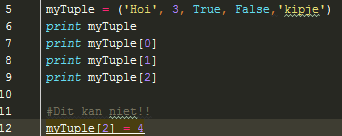 5 myTuple = ('Hoi', 3, True, False,'kipje')
6 print myTuple
7 print myTuple[0]
8 print myTuple[1]
9 print myTuple[2]
10
11 #Dit kan niet!!
12 myTuple[2] = 4